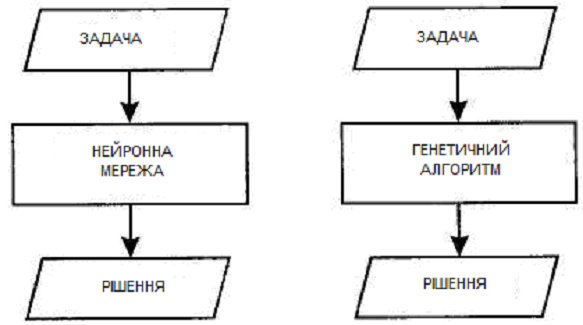 ЗАДАЧА
НЕЙРОННА
МЕРЕЖА
РІШЕННЯ
ЗАДАЧА
ГЕНЕТИЧНИЙ
АЛГОРИТМ
РІШЕННЯ